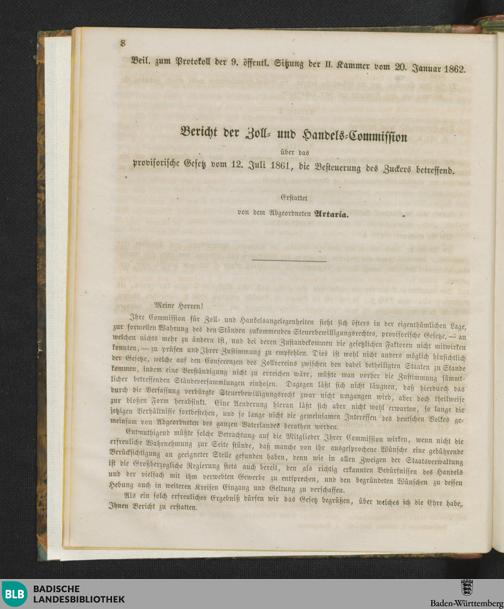 8
Beil. zum Protokoll der 9. öffentl. Sitzung der II. Kammer vom 20. Januar 1862.
Bericht der Zoll- und Handels-Commission
über das
provisorische Gesetz vom 12. Juli 1861, die Besteuerung des Zuckers betreffend.
Erstattet
von dem Abgeordneten Artaria.
Meine Herren!
Ihre Commission für Zoll- und Handelsangelegenheiten sieht sich öfters in der eigenthümlichen Lage,
zur formellen Wahrung des den Ständen zukommenden Steuerbewilligungsrechtes, provisorische Gesetze, — an
welchen nichts mehr zu ändern ist, und bei deren Zustandekommen die gesetzlichen Faktoren nicht mitwirken
konnten, — zu prüfen und Ihrer Zustimmung zu empfehlen. Dies ist wohl nicht anders möglich hinsichtlich
der Gesetze, welche auf den Conferenzen des Zollvereins zwischen den dabei betheiligten Staaten zu Stande
kommen, indem eine Verständigung nicht zu erreichen wäre, müßte man vorher die Zustimmung sämmt-
licher betreffenden Ständeversammlungen einholen. Dagegen läßt sich nicht läugnen, daß hierdurch das
durch die Verfassung verbürgte Steuerbewilligungsrecht zwar nicht umgangen wird, aber doch theilweise
zur bloßen Form herabsinkt. Eine Aenderung hieran läßt sich aber nicht wohl erwarten, so lange die
jetzigen Verhältnisse fortbestehen, und so lange nicht die gemeinsamen Interessen des deutschen Volkes ge-
meinsam von Abgeordneten des ganzen Vaterlandes berathen werden.
Entmuthigend müßte solche Betrachtung auf die Mitglieder Ihrer Commission wirken, wenn nicht die
erfreuliche Wahrnehmung zur Seite stünde, daß manche von ihr ausgesprochene Wünsche eine gebührende
Berücksichtigung an geeigneter Stelle gefunden haben, denn wie in allen Zweigen der Staatsverwaltung
ist die Großherzogliche Regierung stets auch bereit, den als richtig erkannten Bedürfnissen des Handels
und der vielfach mit ihm verwebten Gewerbe zu entsprechen, und den begründeten Wünschen zu dessen
Hebung auch in weiteren Kreisen Eingang und Geltung zu verschaffen.
Als ein solch erfreuliches Ergebniß dürfen wir das Gesetz begrüßen, über welches ich die Ehre habe,
Ihnen Bericht zu erstatten.
BLB
BADISCHE
LANDESBIBLIOTHEK
Baden-Württemberg